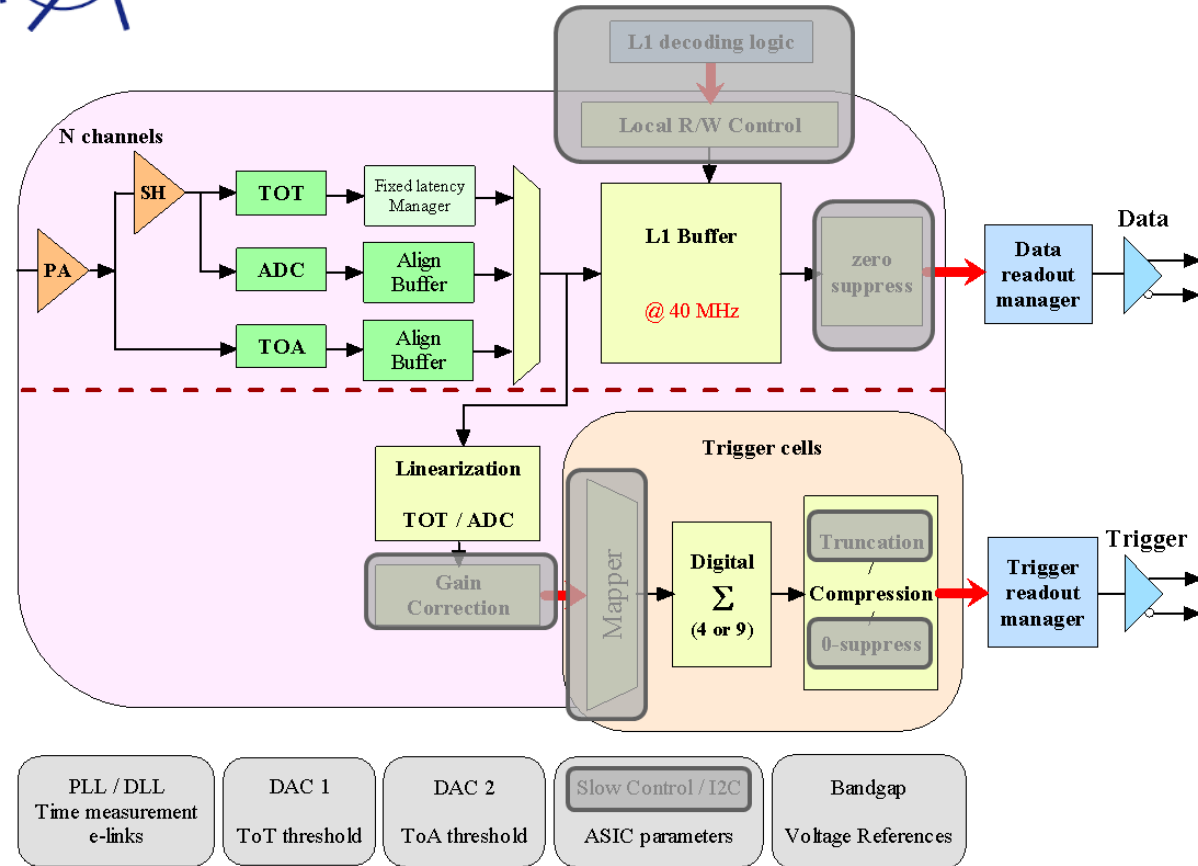 L1 decoding logic
Local R/W Control
N channels
SH
TOT
Fixed latency
Manager
PA
ADC
Align
Buffer
TOA
Align
Buffer
L1 Buffer
@ 40 MHz
zero
suppress
Data
readout
manager
Data
Linearization
TOT / ADC
Gain
Correction
Trigger cells
Mapper
Digital
Σ
(4 or 9)
Truncation
/
Compression
/
0-suppress
Trigger
readout
manager
Trigger
PLL / DLL
Time measurement
e-links
DAC 1
ToT threshold
DAC 2
ToA threshold
Slow Control / I2C
ASIC parameters
Bandgap
Voltage References